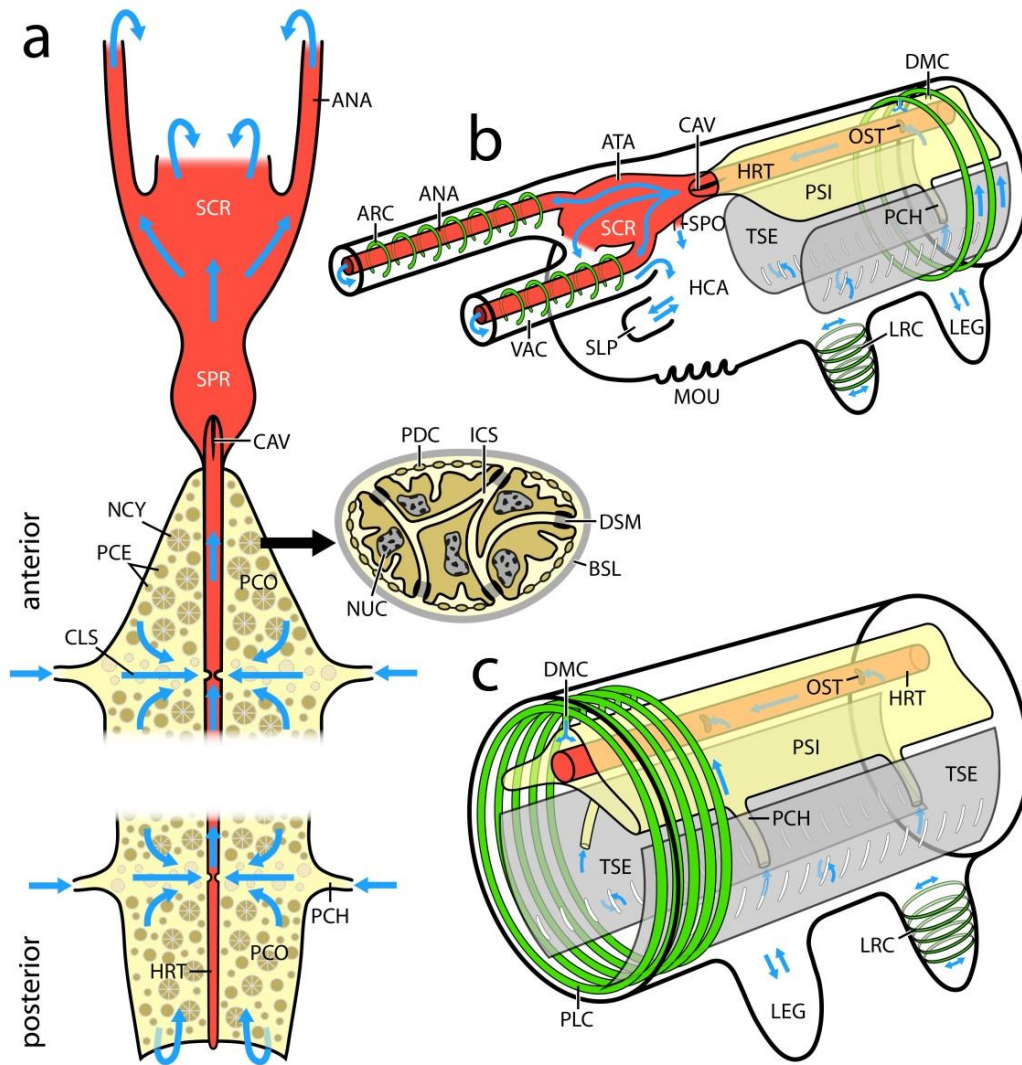 a
ANA
SCR
SPR
CAV
NCY
PCE
PCO
CLS
anterior
PCH
PCO
HRT
posterior
PDC
ICS
DSM
BSL
NUC
b
DMC
CAV
OST
ATA
HRT
ANA
PSI
ARC
PCH
SCR
SPO
TSE
HCA
VAC
SLP
LRC
LEG
MOU
c
DMC
OST
HRT
PSI
TSE
PCH
TSE
LRC
PLC
LEG